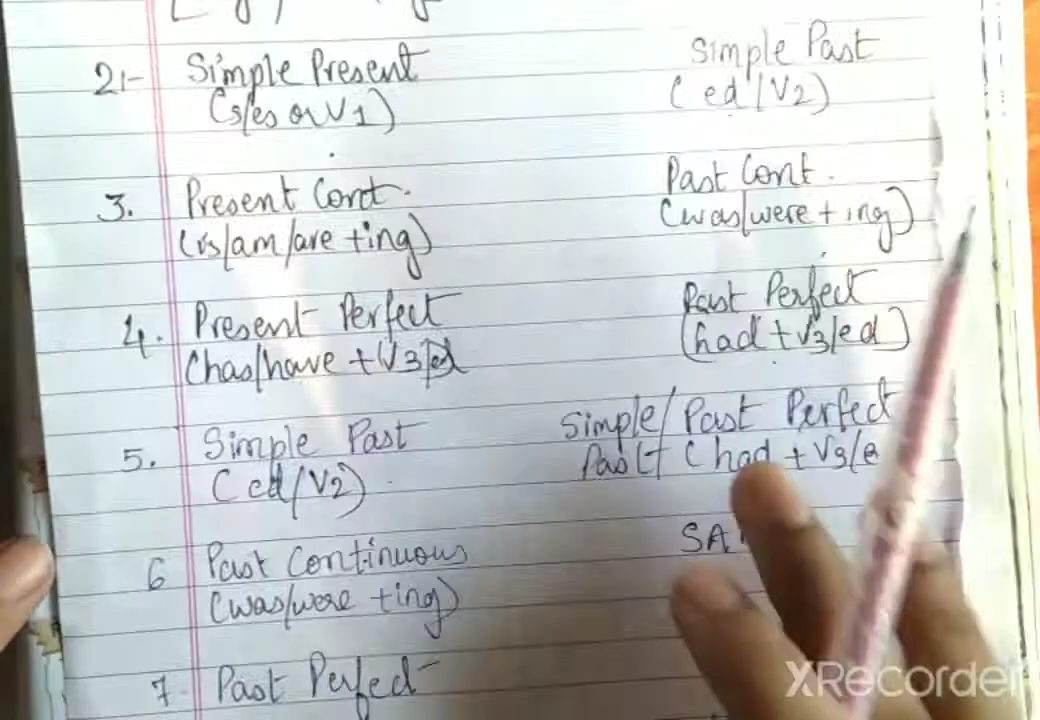 2:- Simple Present Simple Past
(s/es or V1) (ed/V2)
3. Present Cont. Past Cont.
(is/am/are +ing) (was/were + ing)
4. Present Perfect Past Perfect
(has/have + V3/ed (had + V3/ed)
5. Simple Past Simple/ Past Perfect
(ed/V2) Past (had + V3/e
6 Past Continuous SA
(was/were +ing)
7. Past Perfect
XRecorder